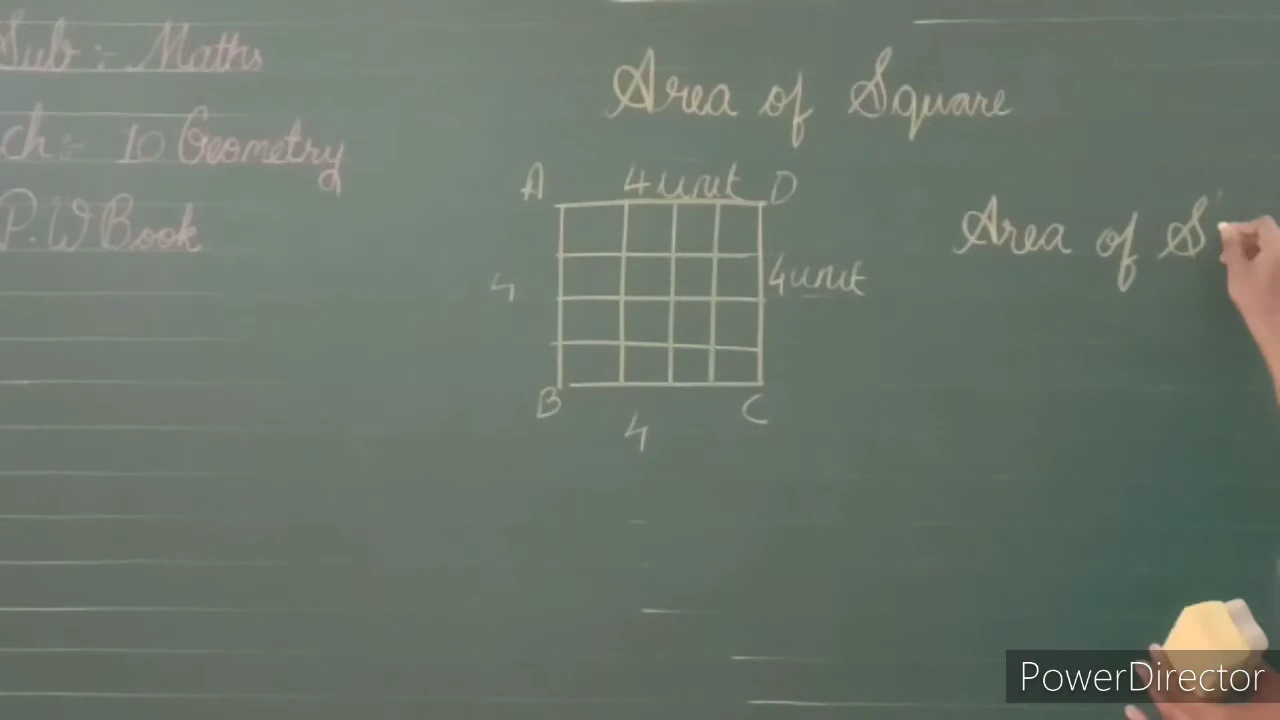 Sub :- Maths
ch :- 10 Geometry
P.W Book
Area of Square
A 4 unit D
4 4 unit
B C
4
Area of S
PowerDirector